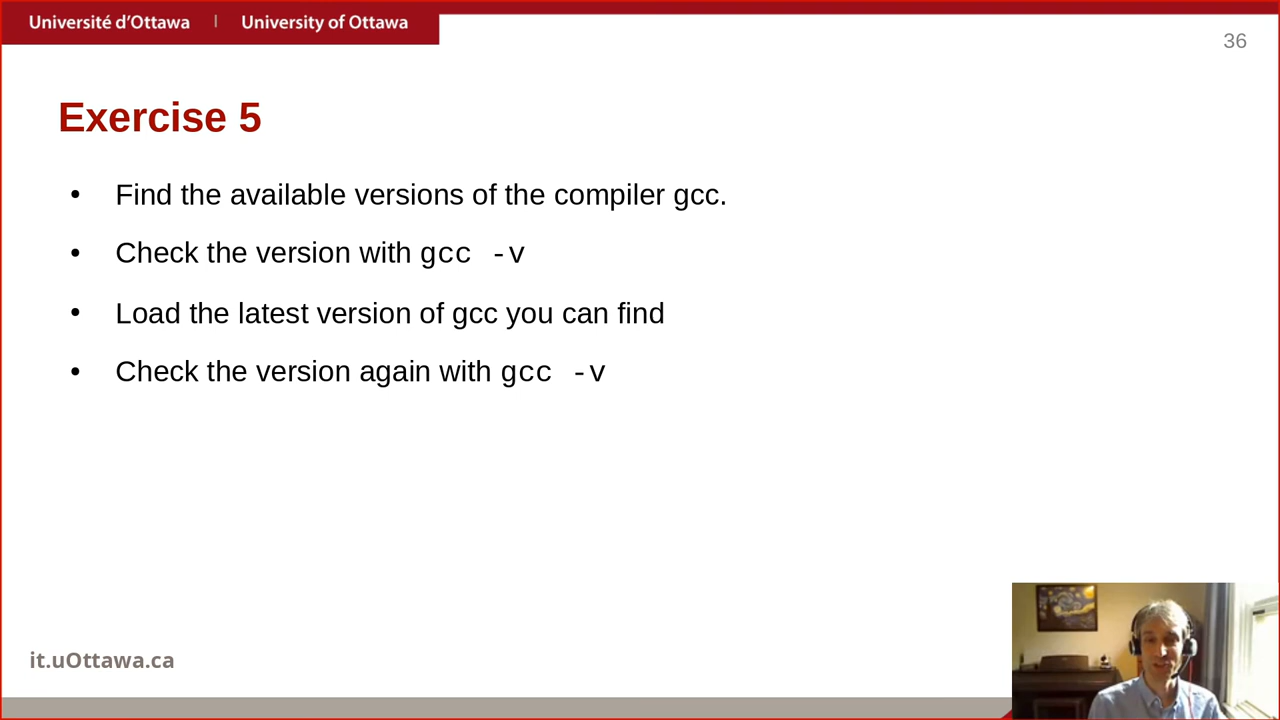 Université d'Ottawa | University of Ottawa
36
Exercise 5
• Find the available versions of the compiler gcc.
• Check the version with gcc -v
• Load the latest version of gcc you can find
• Check the version again with gcc -v
it.uOttawa.ca